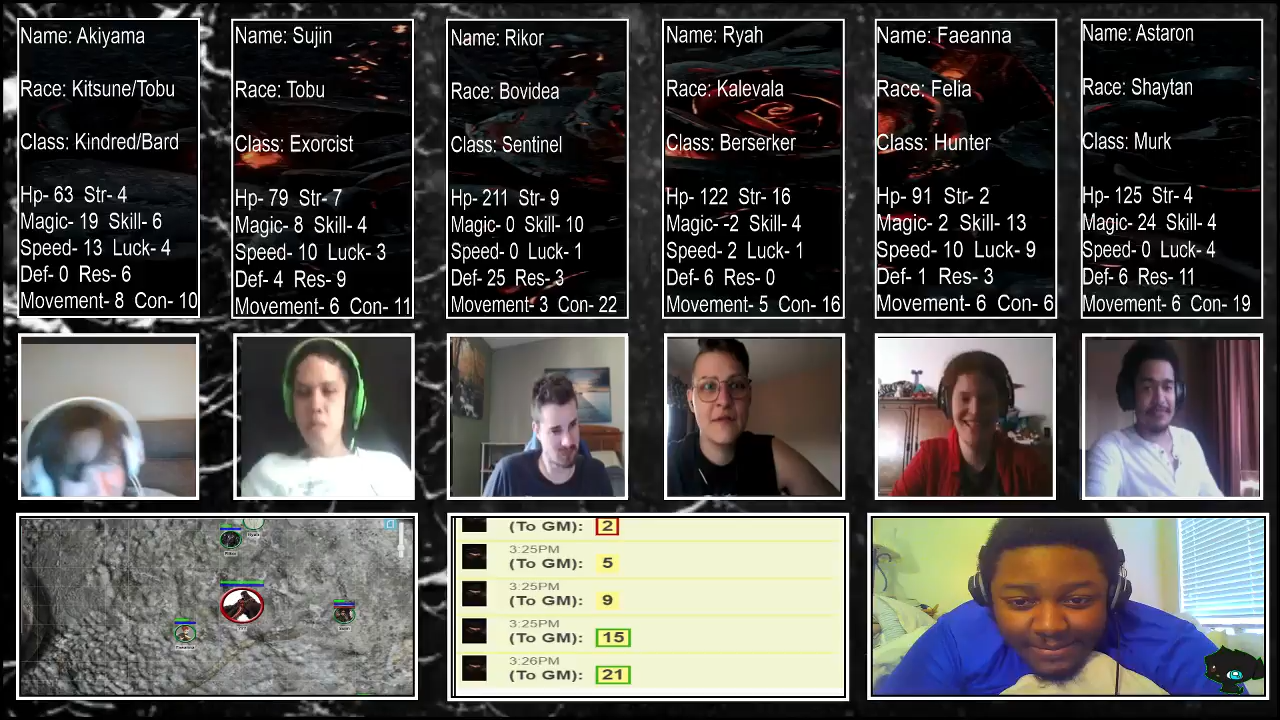 Name: Akiyama
Race: Kitsune/Tobu
Class: Kindred/Bard
Hp- 63 Str- 4
Magic- 19 Skill- 6
Speed- 13 Luck- 4
Def- 0 Res- 6
Movement- 8 Con- 10
Name: Sujin
Race: Tobu
Class: Exorcist
Hp- 79 Str- 7
Magic- 8 Skill- 4
Speed- 10 Luck- 3
Def- 4 Res- 9
Movement- 6 Con- 11
Name: Rikor
Race: Bovidea
Class: Sentinel
Hp- 211 Str- 9
Magic- 0 Skill- 10
Speed- 0 Luck- 1
Def- 25 Res- 3
Movement- 3 Con- 22
Name: Ryah
Race: Kalevala
Class: Berserker
Hp- 122 Str- 16
Magic- -2 Skill- 4
Speed- 2 Luck- 1
Def- 6 Res- 0
Movement- 5 Con- 16
Name: Faeanna
Race: Felia
Class: Hunter
Hp- 91 Str- 2
Magic- 2 Skill- 13
Speed- 10 Luck- 9
Def- 1 Res- 3
Movement- 6 Con- 6
Name: Astaron
Race: Shaytan
Class: Murk
Hp- 125 Str- 4
Magic- 24 Skill- 4
Speed- 0 Luck- 4
Def- 6 Res- 11
Movement- 6 Con- 19
(To GM): 2
3:25PM
(To GM): 5
3:25PM
(To GM): 9
3:25PM
(To GM): 15
3:26PM
(To GM): 21